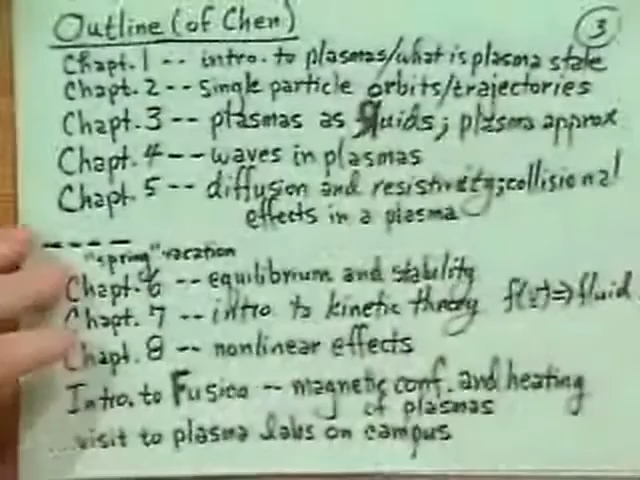 Outline (of Chen)
3
Chapt. 1 -- intro. to plasmas/what is plasma state
Chapt. 2 -- single particle orbits/trajectories
Chapt. 3 -- plasmas as fluids; plasma approx
Chapt. 4 -- waves in plasmas
Chapt. 5 -- diffusion and resistivity; collisional
effects in a plasma
"spring" vacation
Chapt. 6 -- equilibrium and stability
Chapt. 7 -- intro to kinetic theory f(v)⇒fluid
Chapt. 8 -- nonlinear effects
Intro. to Fusion -- magnetic conf. and heating
of plasmas
...visit to plasma labs on campus